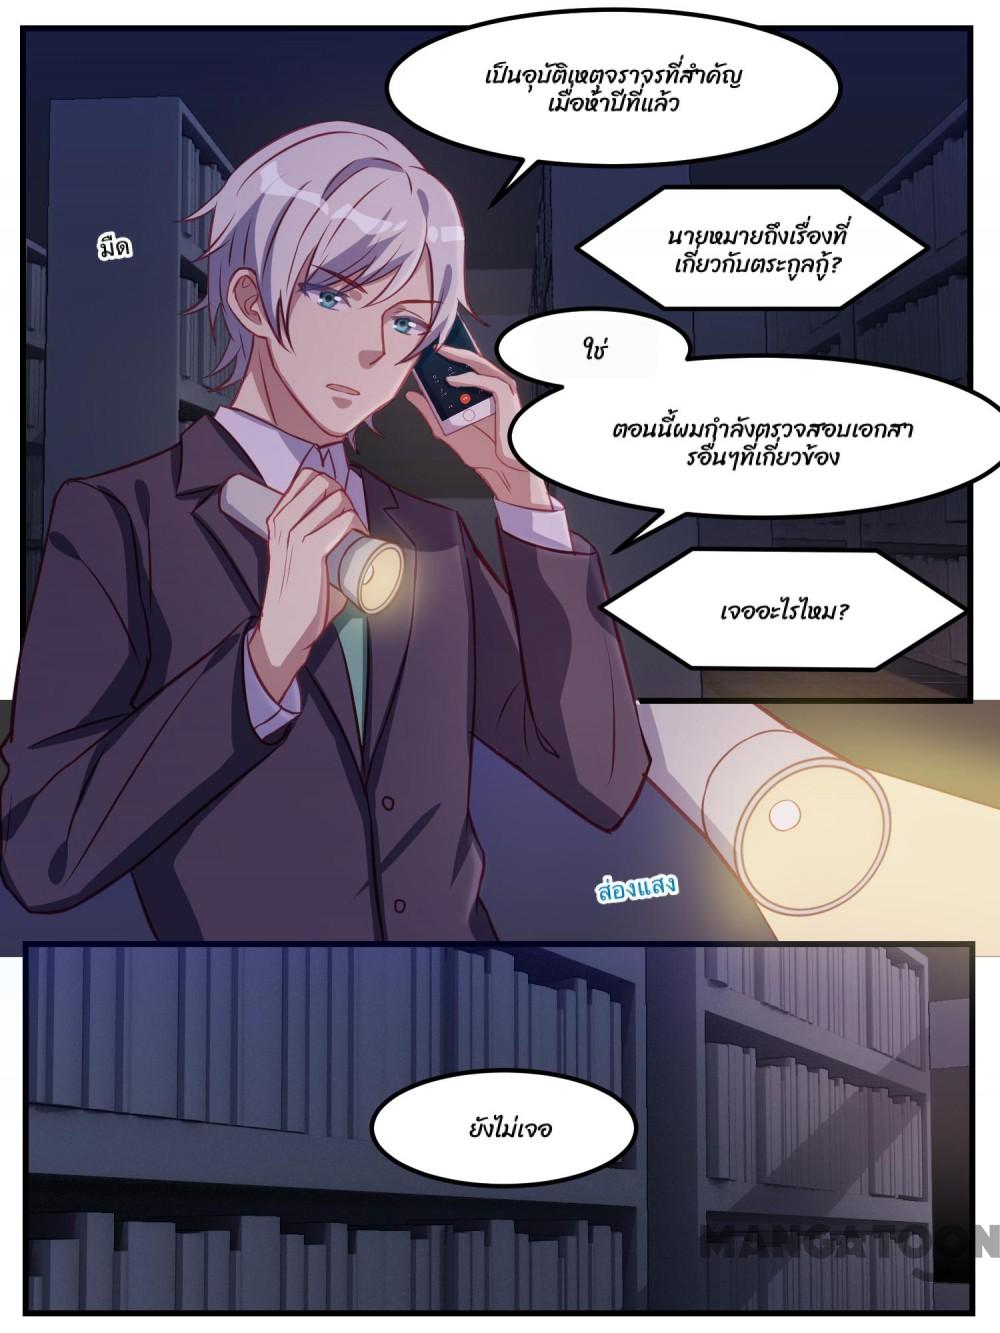 เป็นอุบัติเหตุจราจรที่สำคัญ
เมื่อห้าปีที่แล้ว
มืด
นายหมายถึงเรื่องที่
เกี่ยวกับตระกูลกู้?
ใช่
ตอนนี้ผมกำลังตรวจสอบเอกสา
รอื่นๆที่เกี่ยวข้อง
เจออะไรไหม?
ส่องแสง
ยังไม่เจอ
MANGATOON